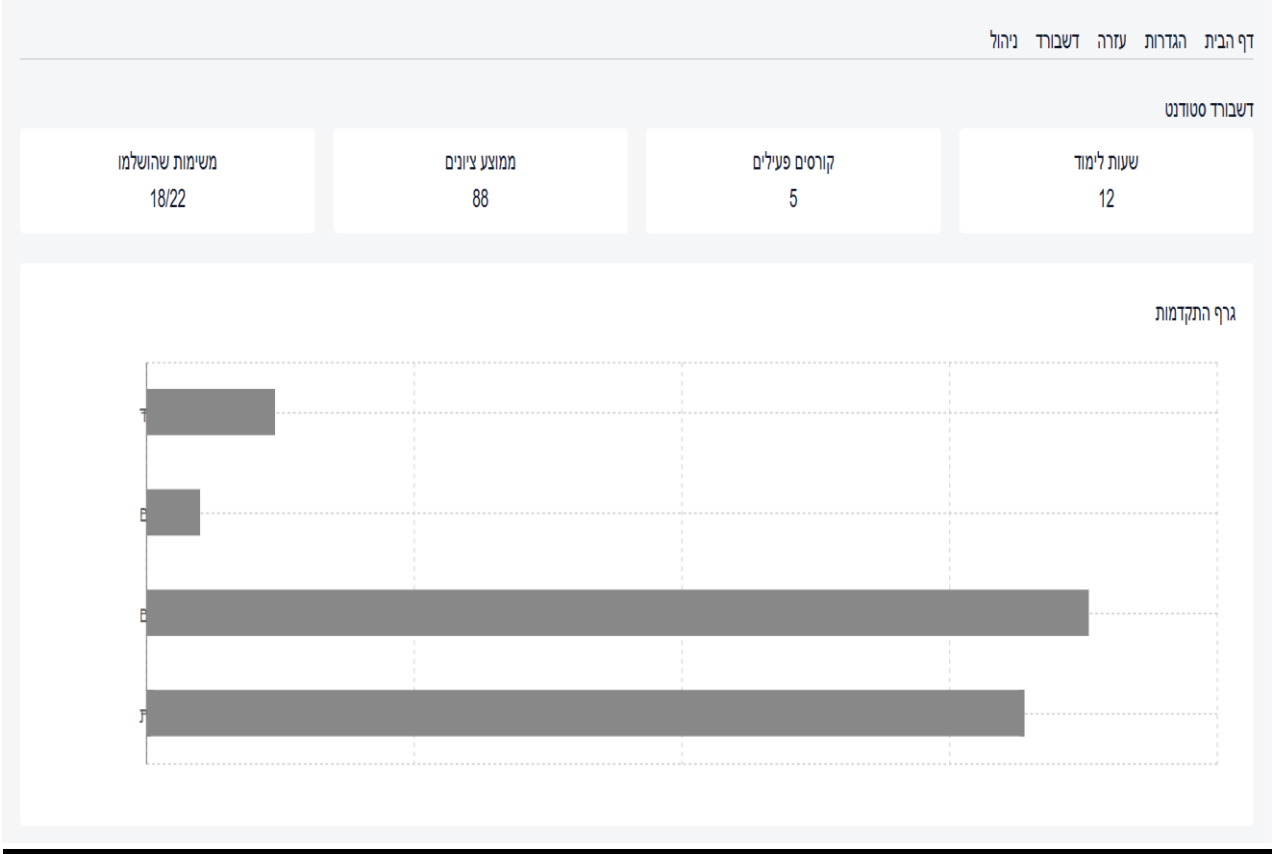 דף הבית הגדרות עזרה דשבורד ניהול
דשבורד סטודנט
שעות לימוד
12
קורסים פעילים
5
ממוצע ציונים
88
משימות שהושלמו
18/22
גרף התקדמות
ד
ם
ם
ת